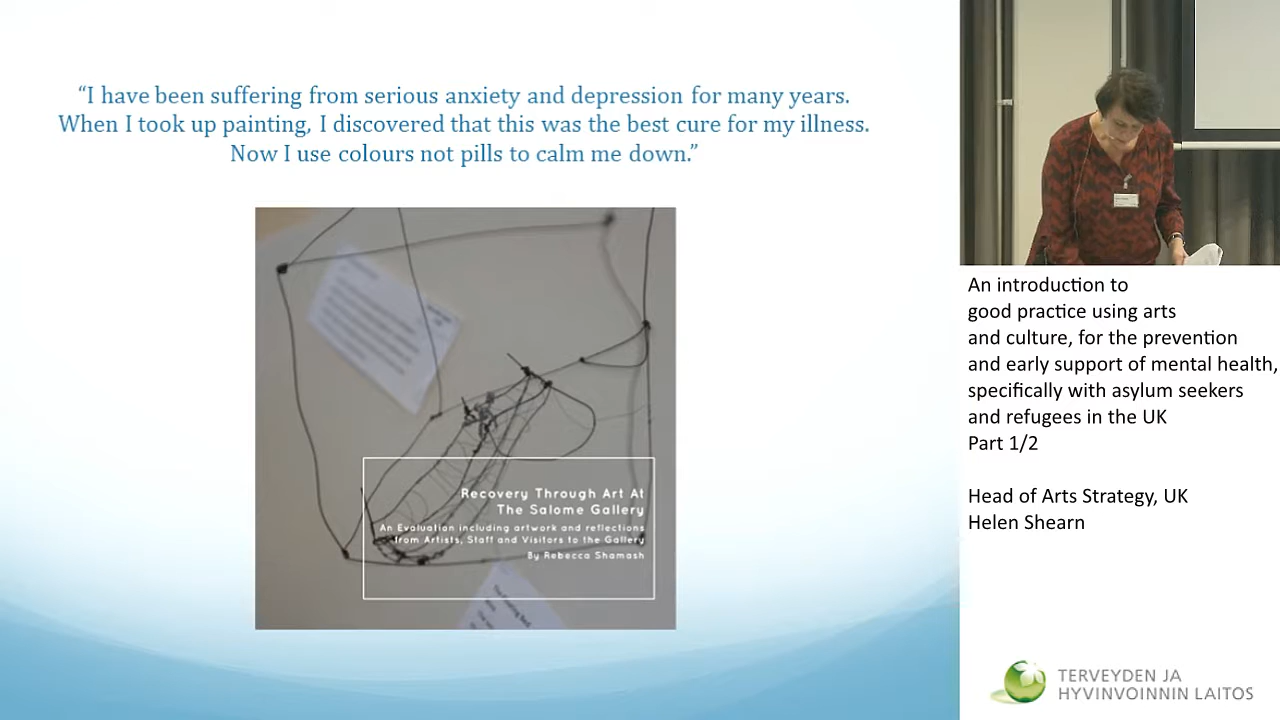 “I have been suffering from serious anxiety and depression for many years.
When I took up painting, I discovered that this was the best cure for my illness.
Now I use colours not pills to calm me down.”
Recovery Through Art At
The Salome Gallery
An Evaluation including artwork and reflections
from Artists, Staff and Visitors to the Gallery
By Rebecca Shamash
An introduction to
good practice using arts
and culture, for the prevention
and early support of mental health,
specifically with asylum seekers
and refugees in the UK
Part 1/2
Head of Arts Strategy, UK
Helen Shearn
TERVEYDEN JA
HYVINVOINNIN LAITOS